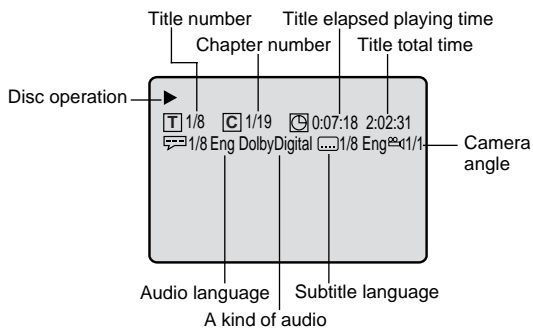 Title number Title elapsed playing time
Chapter number Title total time
Disc operation
T 1/8 C 1/19 0:07:18 2:02:31
1/8 Eng DolbyDigital 1/8 Eng 1/1
Camera
angle
Audio language Subtitle language
A kind of audio